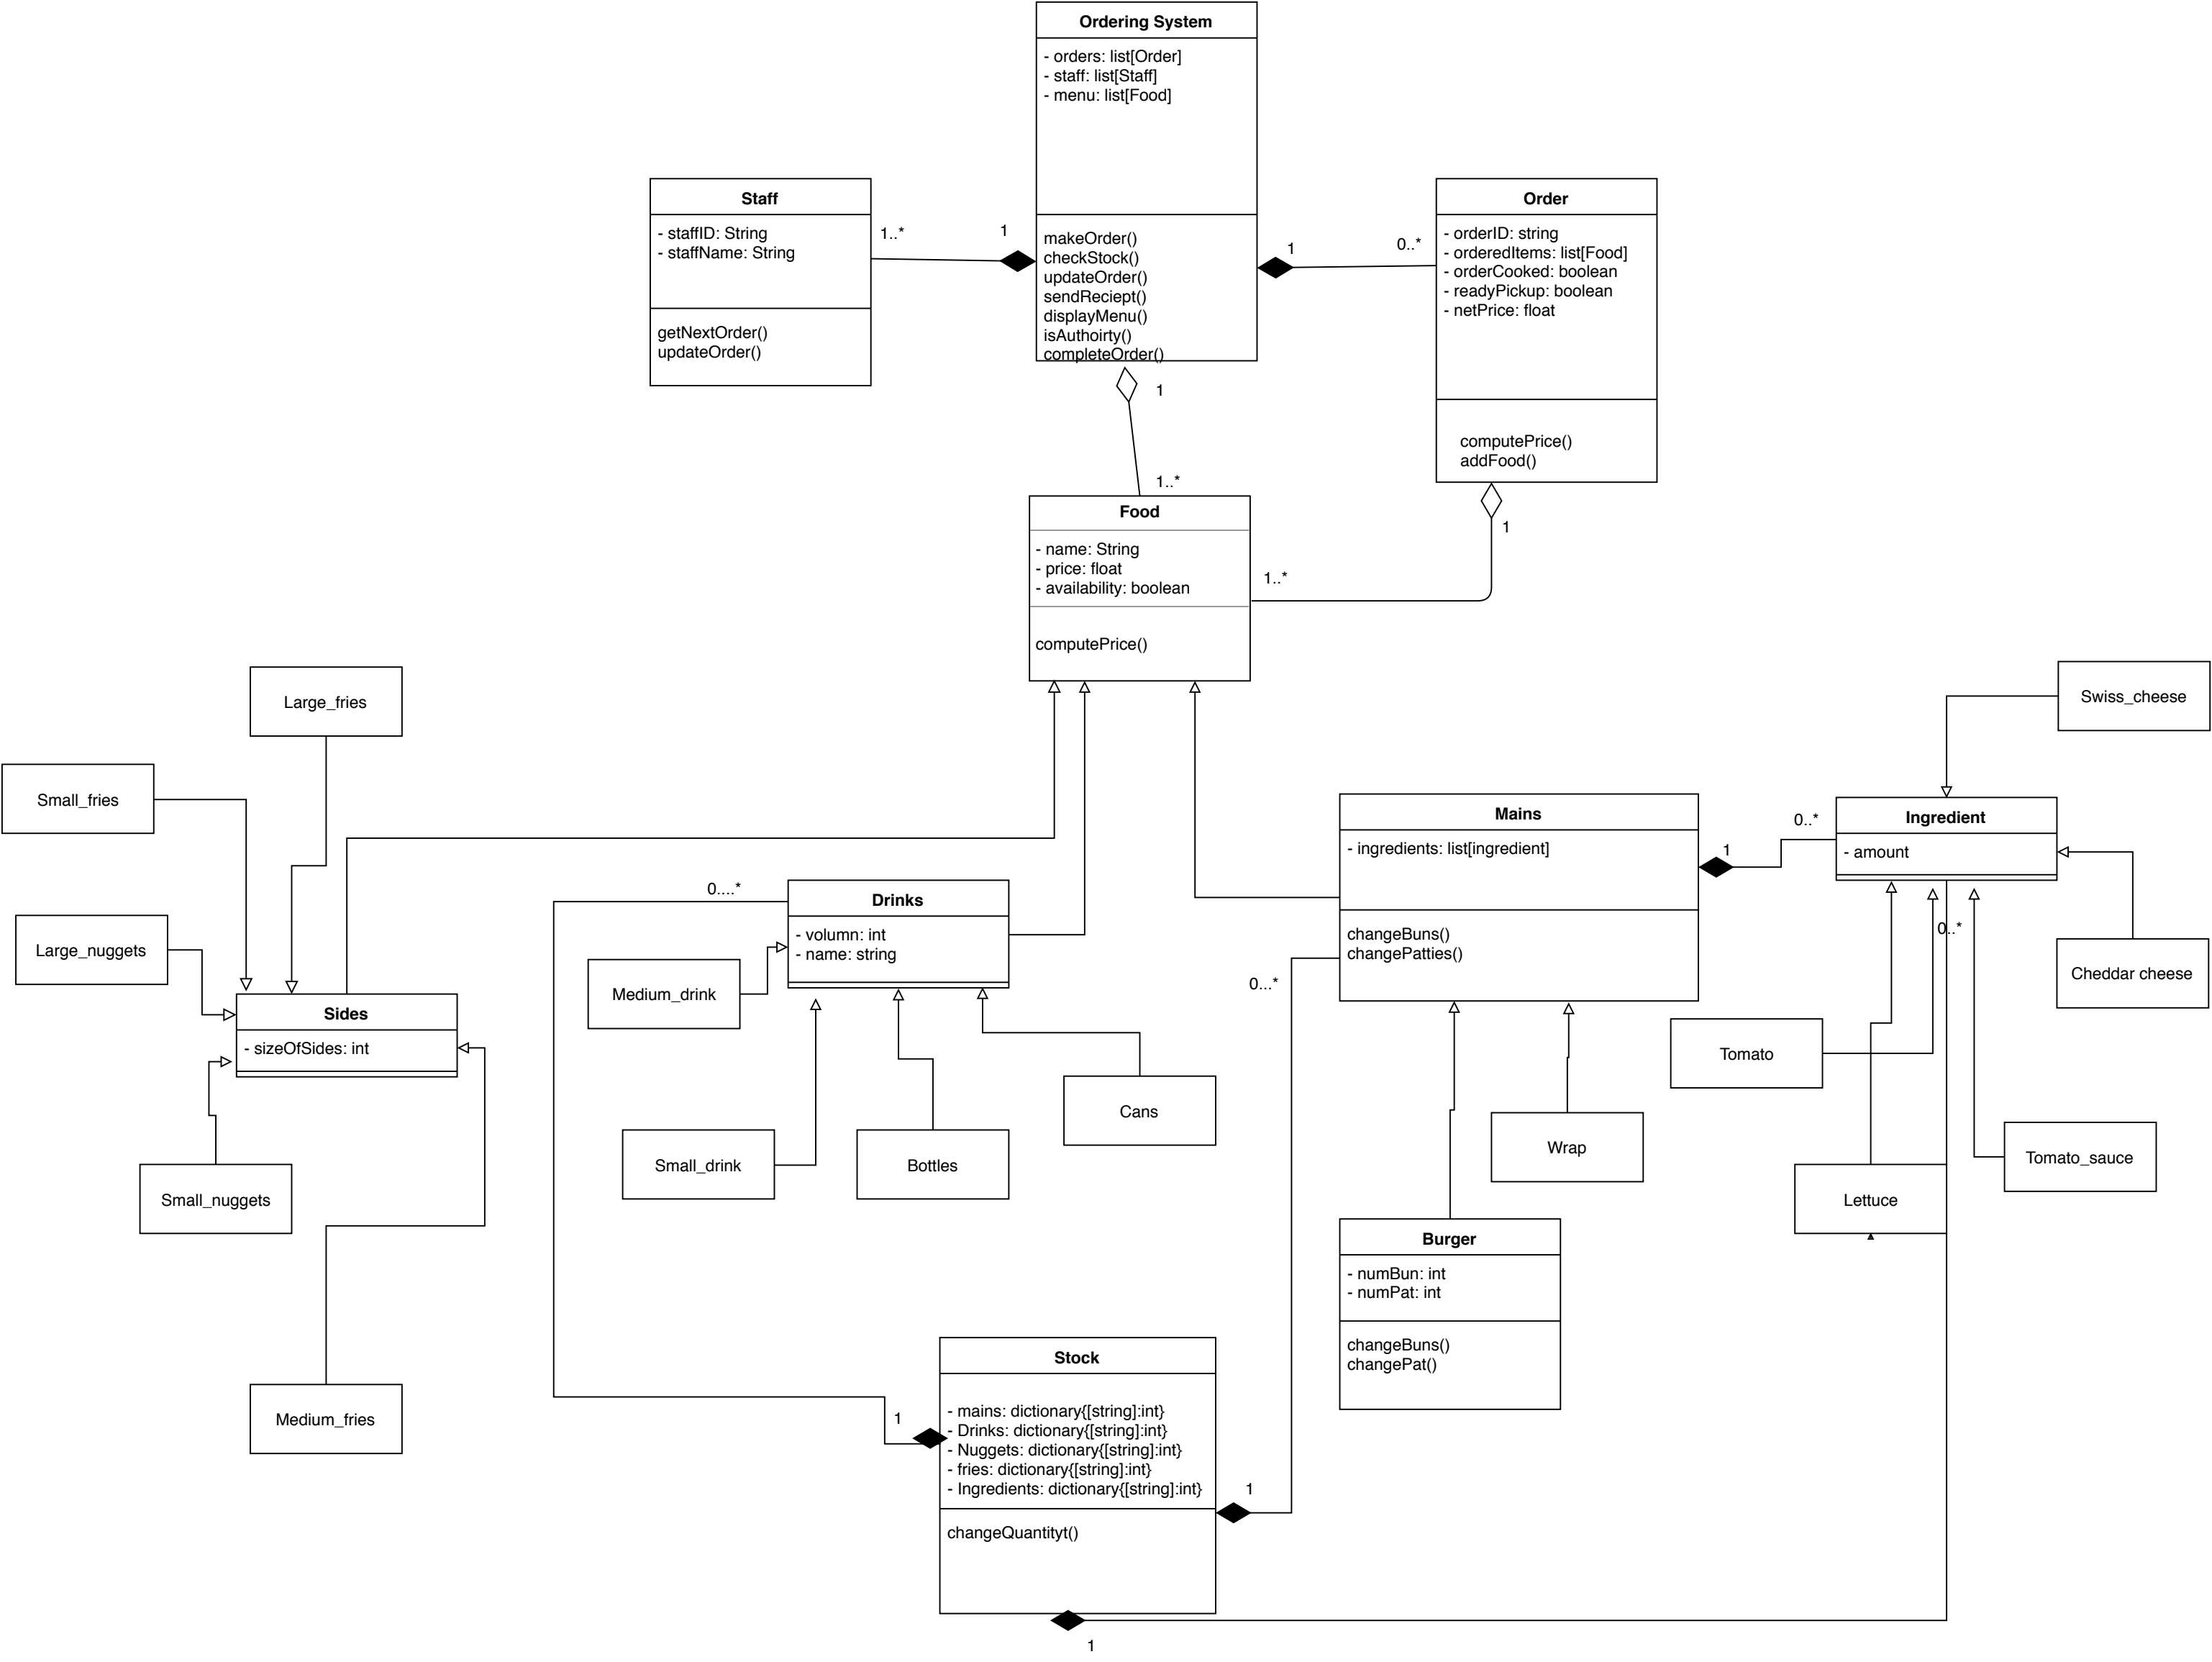 Ordering System
- orders: list[Order]
- staff: list[Staff]
- menu: list[Food]
makeOrder()
checkStock()
updateOrder()
sendReciept()
displayMenu()
isAuthoirty()
completeOrder()
Staff
- staffID: String
- staffName: String
getNextOrder()
updateOrder()
1..*
1
1
0..*
Order
- orderID: string
- orderedItems: list[Food]
- orderCooked: boolean
- readyPickup: boolean
- netPrice: float
computePrice()
addFood()
1
1..*
1
1..*
Food
- name: String
- price: float
- availability: boolean
computePrice()
Large_fries
Small_fries
Large_nuggets
Sides
- sizeOfSides: int
Small_nuggets
Medium_fries
0....*
Drinks
- volumn: int
- name: string
Medium_drink
Small_drink
Bottles
Cans
Mains
- ingredients: list[ingredient]
changeBuns()
changePatties()
0...*
1
0..*
Swiss_cheese
Ingredient
- amount
0..*
Cheddar cheese
Tomato
Tomato_sauce
Lettuce
Wrap
Burger
- numBun: int
- numPat: int
changeBuns()
changePat()
Stock
- mains: dictionary{[string]:int}
- Drinks: dictionary{[string]:int}
- Nuggets: dictionary{[string]:int}
- fries: dictionary{[string]:int}
- Ingredients: dictionary{[string]:int}
changeQuantityt()
1
1
1